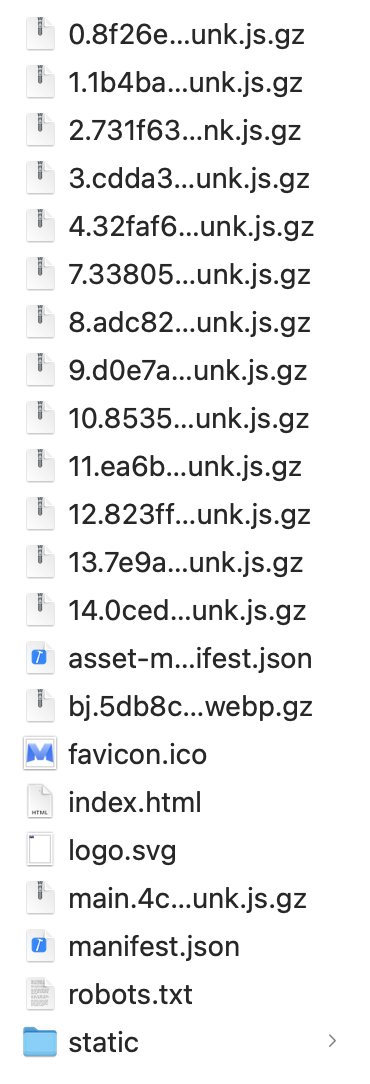 0.8f26e...unk.js.gz
1.1b4ba...unk.js.gz
2.731f63...nk.js.gz
3.cdda3...unk.js.gz
4.32faf6...unk.js.gz
7.33805...unk.js.gz
8.adc82...unk.js.gz
9.d0e7a...unk.js.gz
10.8535...unk.js.gz
11.ea6b...unk.js.gz
12.823ff...unk.js.gz
13.7e9a...unk.js.gz
14.0ced...unk.js.gz
asset-m...ifest.json
bj.5db8c...webp.gz
favicon.ico
HTML
index.html
logo.svg
main.4c...unk.js.gz
manifest.json
robots.txt
static